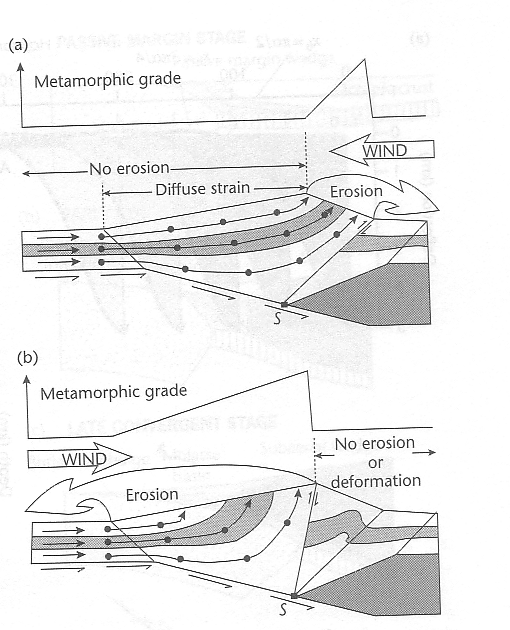 (a)
Metamorphic grade
WIND
No erosion
Diffuse strain
Erosion
S
(b)
Metamorphic grade
WIND
No erosion
or
deformation
Erosion
S